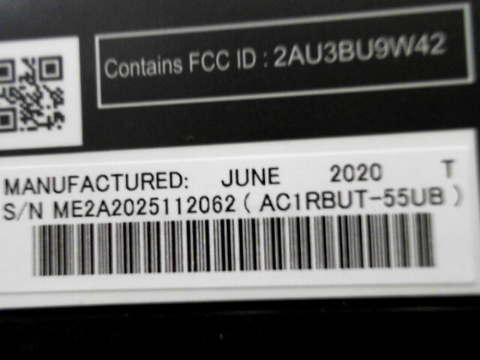 Contains FCC ID : 2AU3BU9W42
MANUFACTURED: JUNE 2020 T
S/N ME2A2025112062 ( AC1RBUT-55UB )